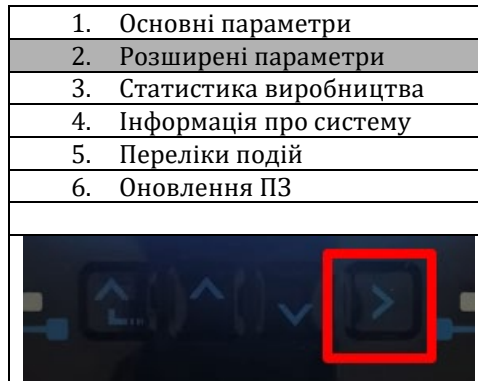 1. Основні параметри
2. Розширені параметри
3. Статистика виробництва
4. Інформація про систему
5. Переліки подій
6. Оновлення ПЗ